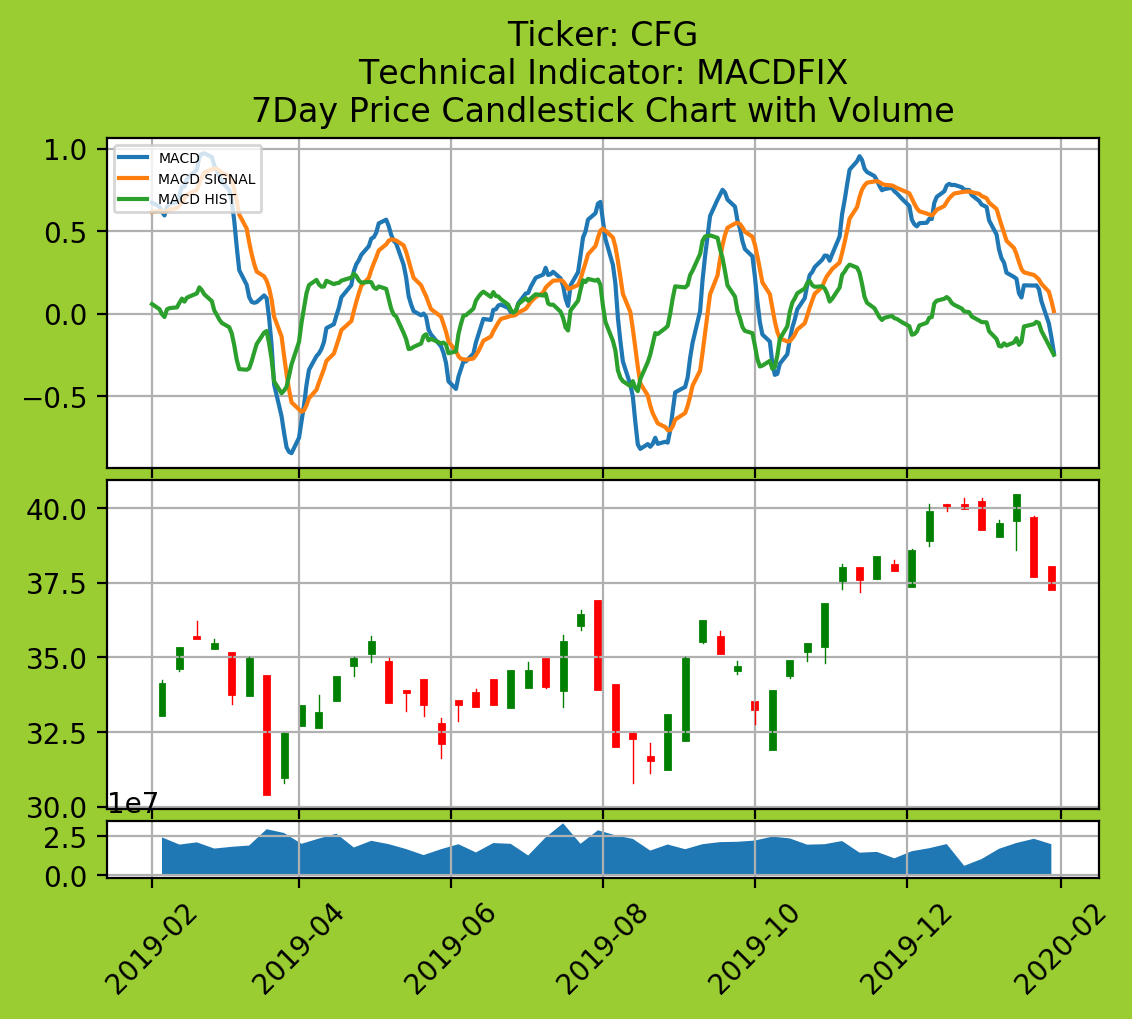 Ticker: CFG
Technical Indicator: MACDFIX
7Day Price Candlestick Chart with Volume
1.0
0.5
0.0
−0.5
MACD
MACD SIGNAL
MACD HIST
40.0
37.5
35.0
32.5
30.0
1e7
2.5
0.0
2019-02
2019-04
2019-06
2019-08
2019-10
2019-12
2020-02